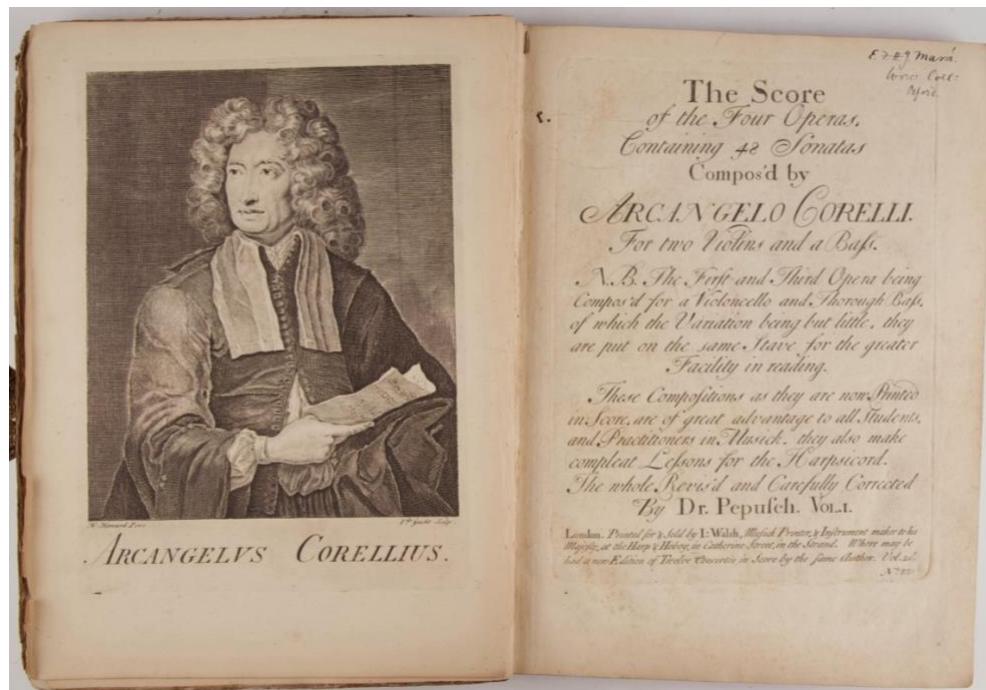 H. Howard Pinx.
Vdr. Gucht Sculp.
ARCANGELVS CORELLIUS.
The Score
of the Four Operas,
Containing 48 Sonatas
Compos'd by
ARCANGELO CORELLI.
For two Violins and a Baſs.
N.B. The Firſt and Third Opera being
Compos'd for a Violoncello and Thorough Baſs,
of which the Variation being but little, they
are put on the same Stave for the greater
Facility in reading.
These Compoſitions as they are now Printed
in Score, are of great advantage to all Students,
and Practitioners in Musick, they also make
compleat Leſsons for the Harpsicord.
The whole Revis'd and Carefully Corrected
By Dr. Pepuſch. VOL.I.
London. Printed for & Sold by I: Walsh, Musick Printer, & Instrument maker to his
Majesty, at the Harp & Hoboy, in Catherine Street, in the Strand. Where may be
had a new Edition of Twelve Concertos in Score by the same Author. Vol. 2d.